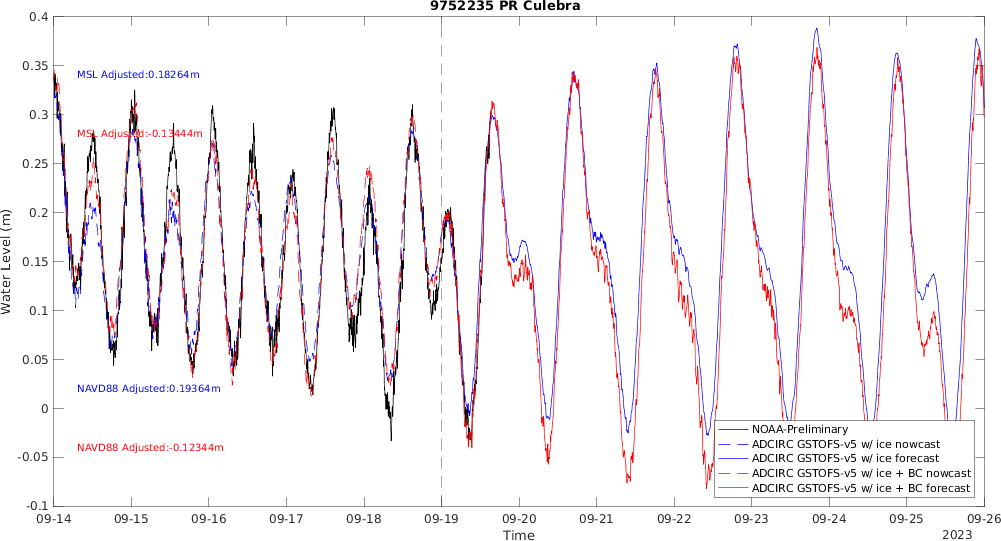 9752235 PR Culebra
0.4
0.35
0.3
0.25
0.2
0.15
0.1
0.05
0
-0.05
-0.1
Water Level (m)
MSL Adjusted:0.18264m
MSL Adjusted:-0.13444m
NAVD88 Adjusted:0.19364m
NAVD88 Adjusted:-0.12344m
NOAA-Preliminary
ADCIRC GSTOFS-v5 w/ ice nowcast
ADCIRC GSTOFS-v5 w/ ice forecast
ADCIRC GSTOFS-v5 w/ ice + BC nowcast
ADCIRC GSTOFS-v5 w/ ice + BC forecast
09-14 09-15 09-16 09-17 09-18 09-19 09-20 09-21 09-22 09-23 09-24 09-25 09-26
Time
2023